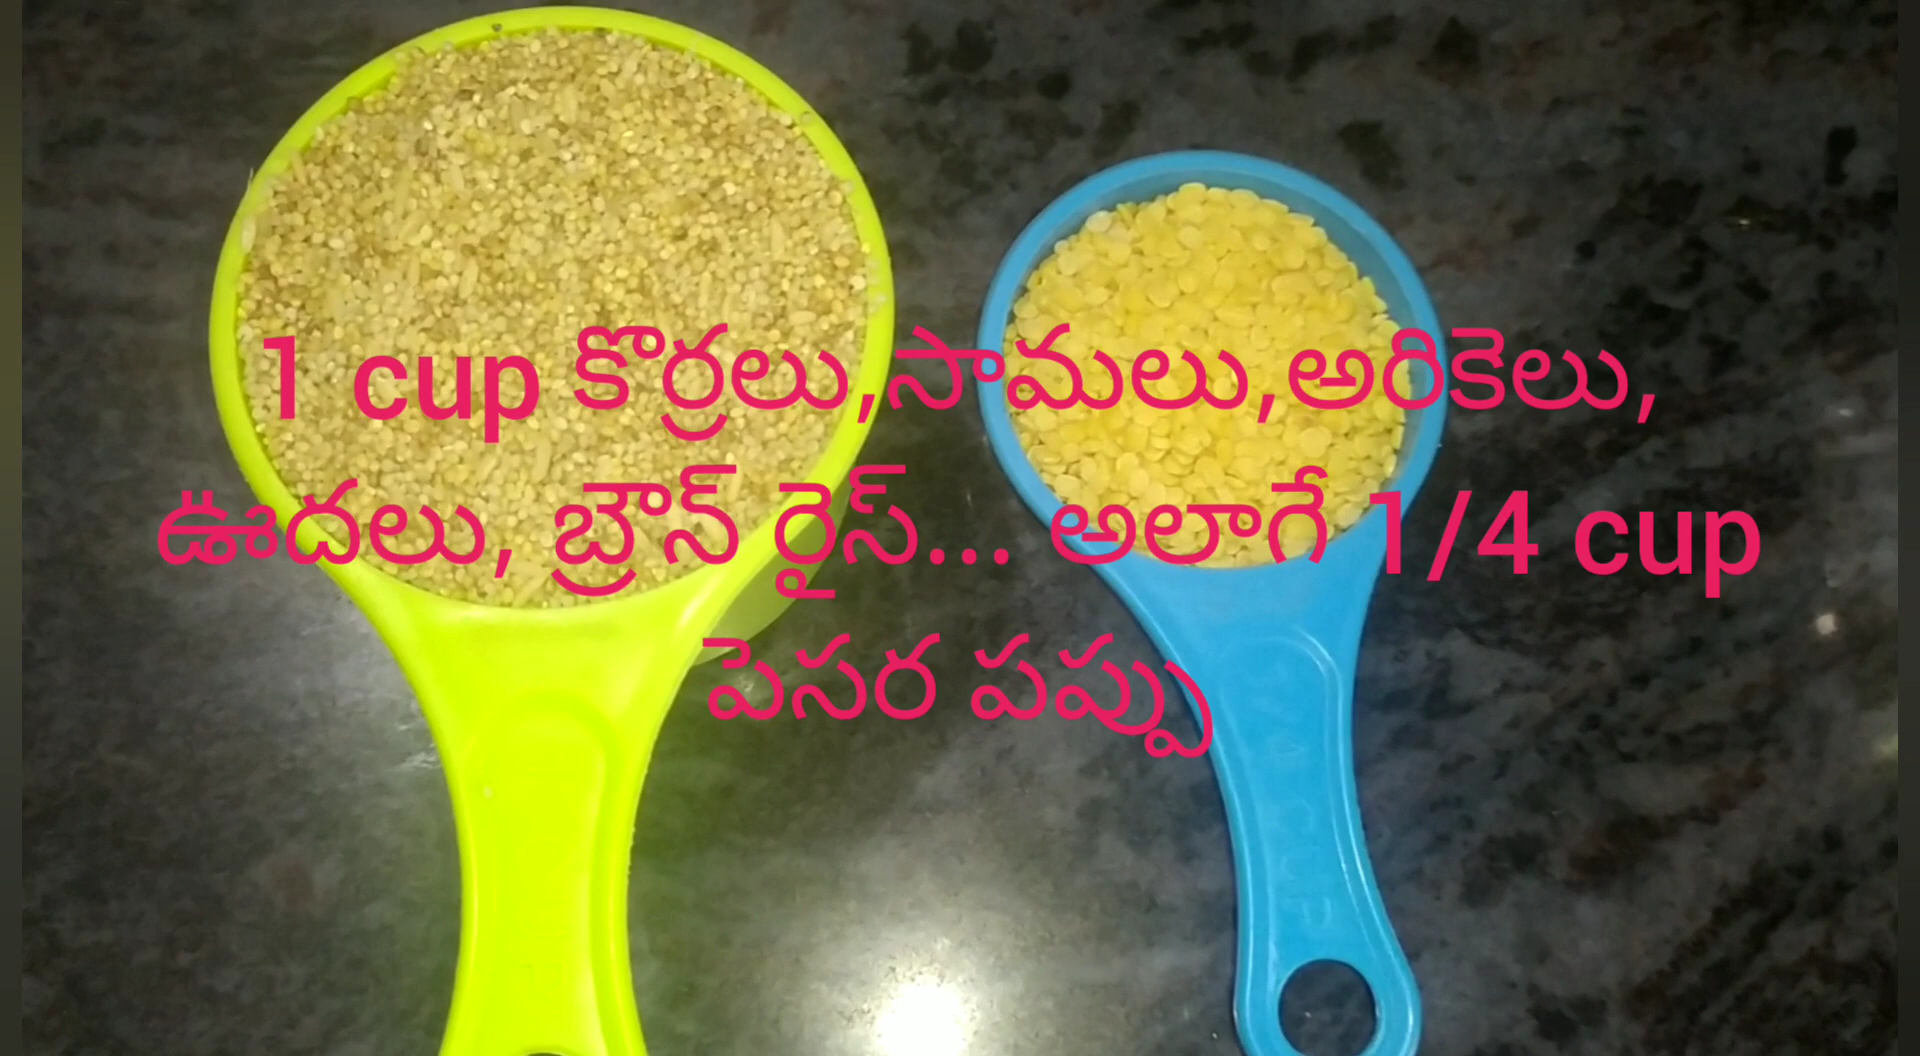 1 cup కొర్రలు,సామలు,అరికెలు,
ఊదలు, బ్రౌన్ రైస్... అలాగే 1/4 cup
పెసర పప్పు